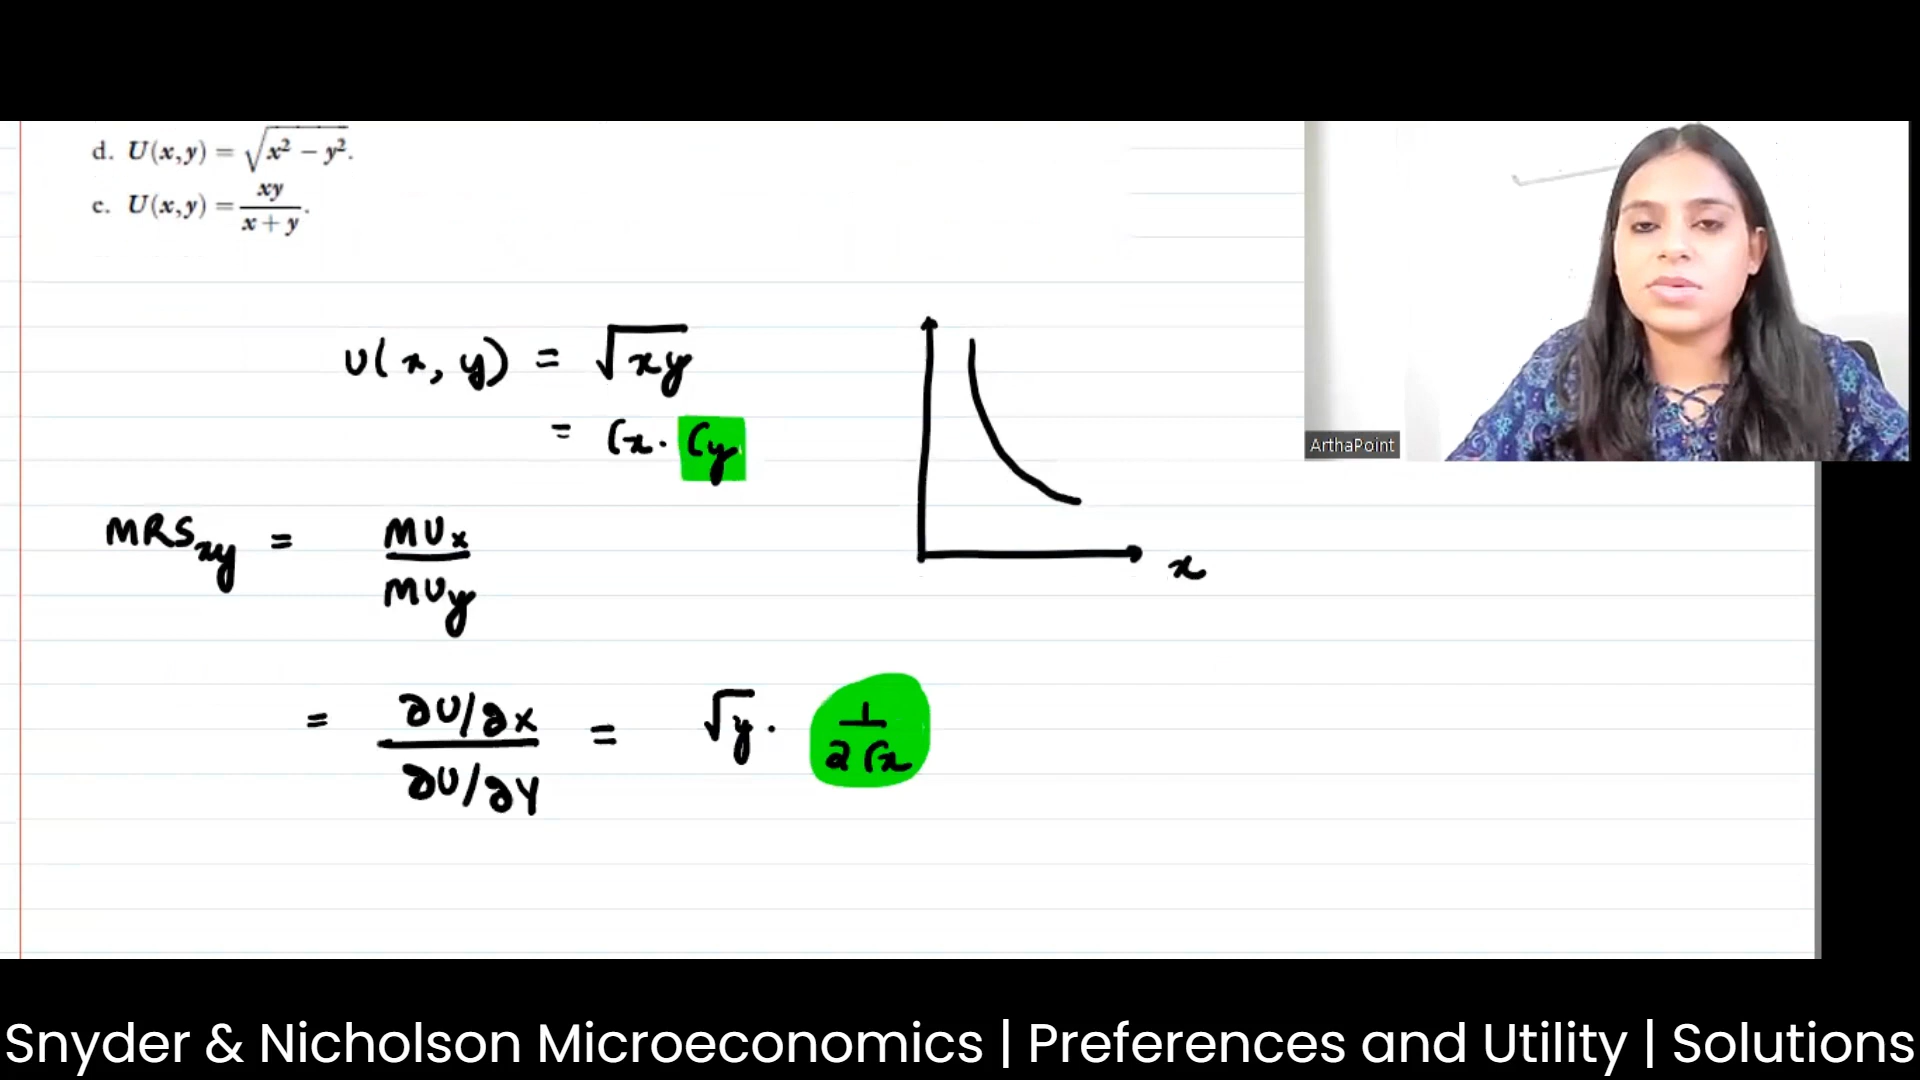 d. U(x,y) = √x² − y².
c. U(x,y) = xy / x + y.
U(x, y) = √xy
= √x. √y
MRSxy = MUx / MUy
= ∂U/∂X / ∂U/∂Y = √y · 1 / 2√x
x
ArthaPoint
Snyder & Nicholson Microeconomics | Preferences and Utility | Solutions